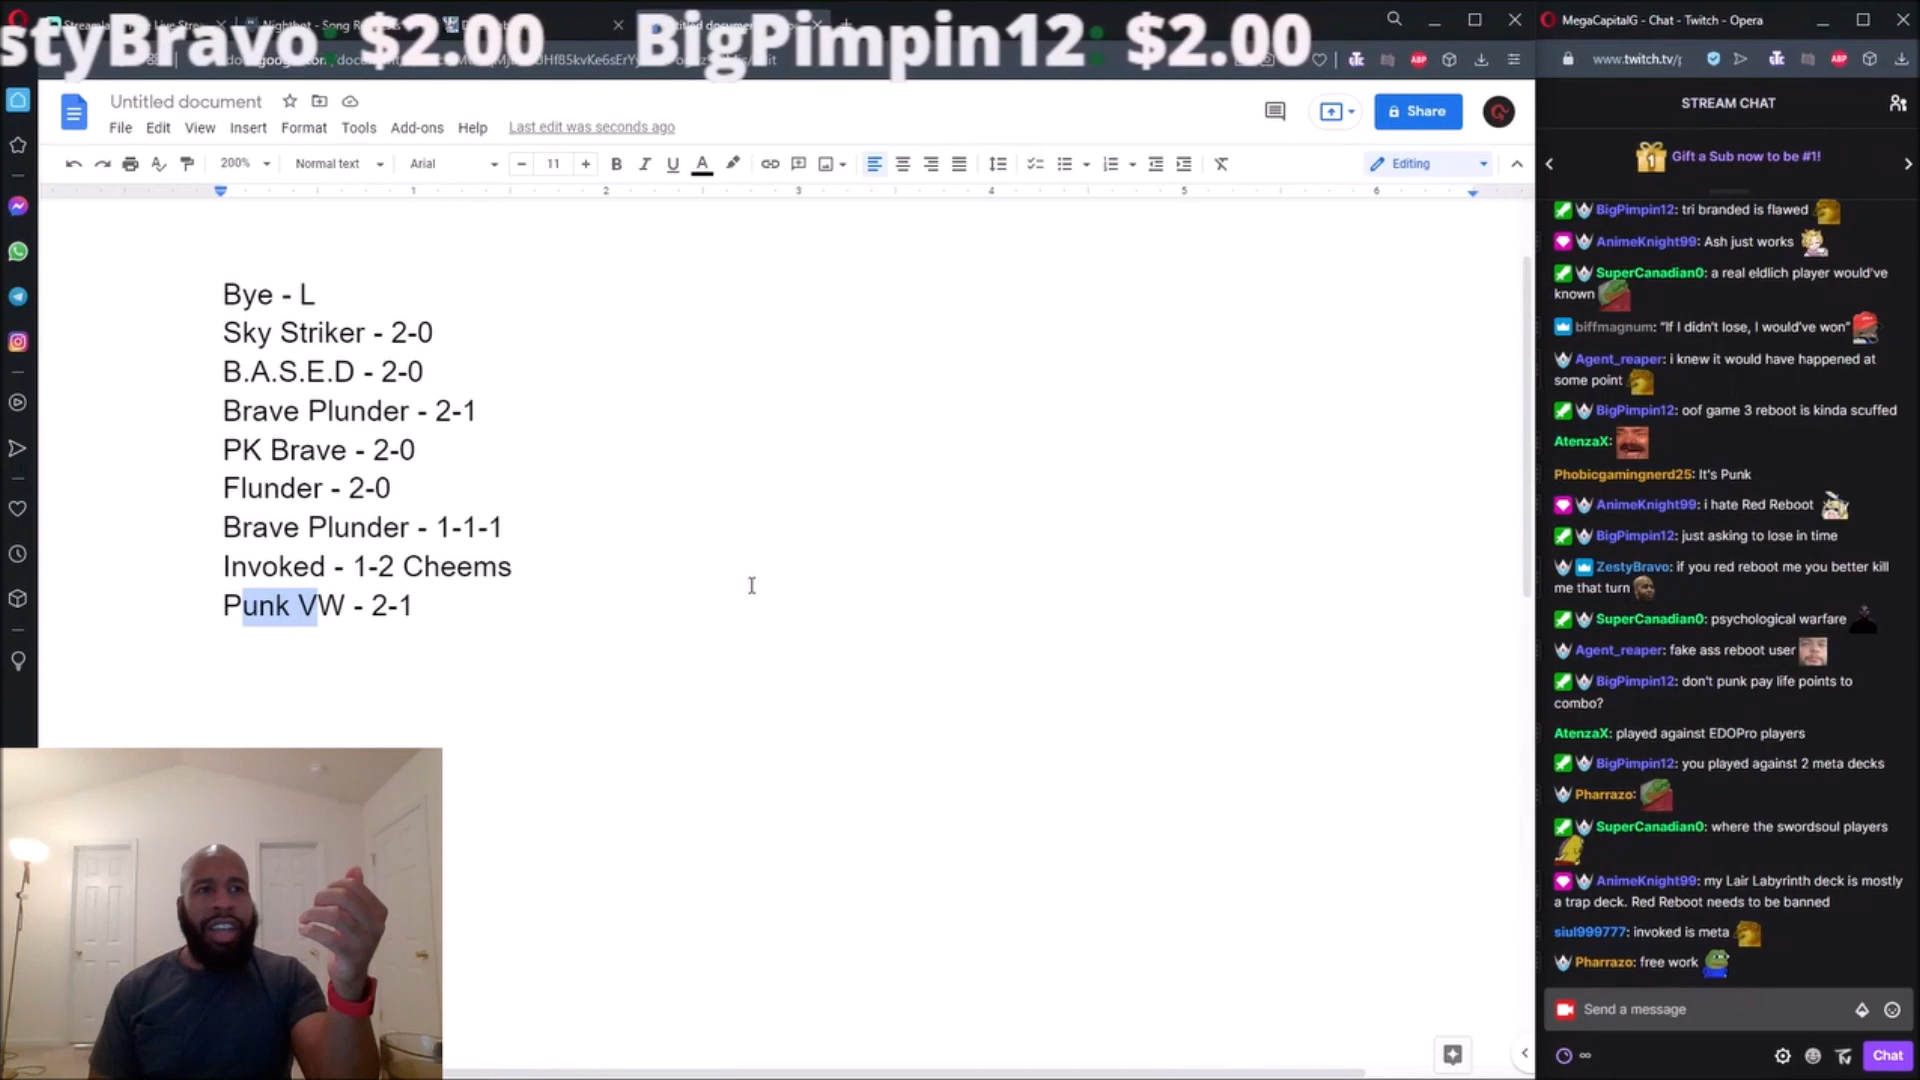 styBravo $2.00 BigPimpin12 $2.00
MegaCapitalG - Chat - Twitch - Opera
www.twitch.tv/
Untitled document
File Edit View Insert Format Tools Add-ons Help Last edit was seconds ago
Share
200% Normal text Arial 11
Editing
1 2 3 4 5 6
Bye - L
Sky Striker - 2-0
B.A.S.E.D - 2-0
Brave Plunder - 2-1
PK Brave - 2-0
Flunder - 2-0
Brave Plunder - 1-1-1
Invoked - 1-2 Cheems
Punk VW - 2-1
STREAM CHAT
1 Gift a Sub now to be #1!
BigPimpin12: tri branded is flawed
AnimeKnight99: Ash just works
SuperCanadian0: a real eldlich player would've
known
biffmagnum: "If I didn't lose, I would've won"
Agent_reaper: i knew it would have happened at
some point
BigPimpin12: oof game 3 reboot is kinda scuffed
AtenzaX:
Phobicgamingnerd25: It's Punk
AnimeKnight99: i hate Red Reboot
BigPimpin12: just asking to lose in time
ZestyBravo: if you red reboot me you better kill
me that turn
SuperCanadian0: psychological warfare
Agent_reaper: fake ass reboot user
BigPimpin12: don't punk pay life points to
combo?
AtenzaX: played against EDOPro players
BigPimpin12: you played against 2 meta decks
Pharrazo:
SuperCanadian0: where the swordsoul players
AnimeKnight99: my Lair Labyrinth deck is mostly
a trap deck. Red Reboot needs to be banned
siul999777: invoked is meta
Pharrazo: free work
Send a message
Chat